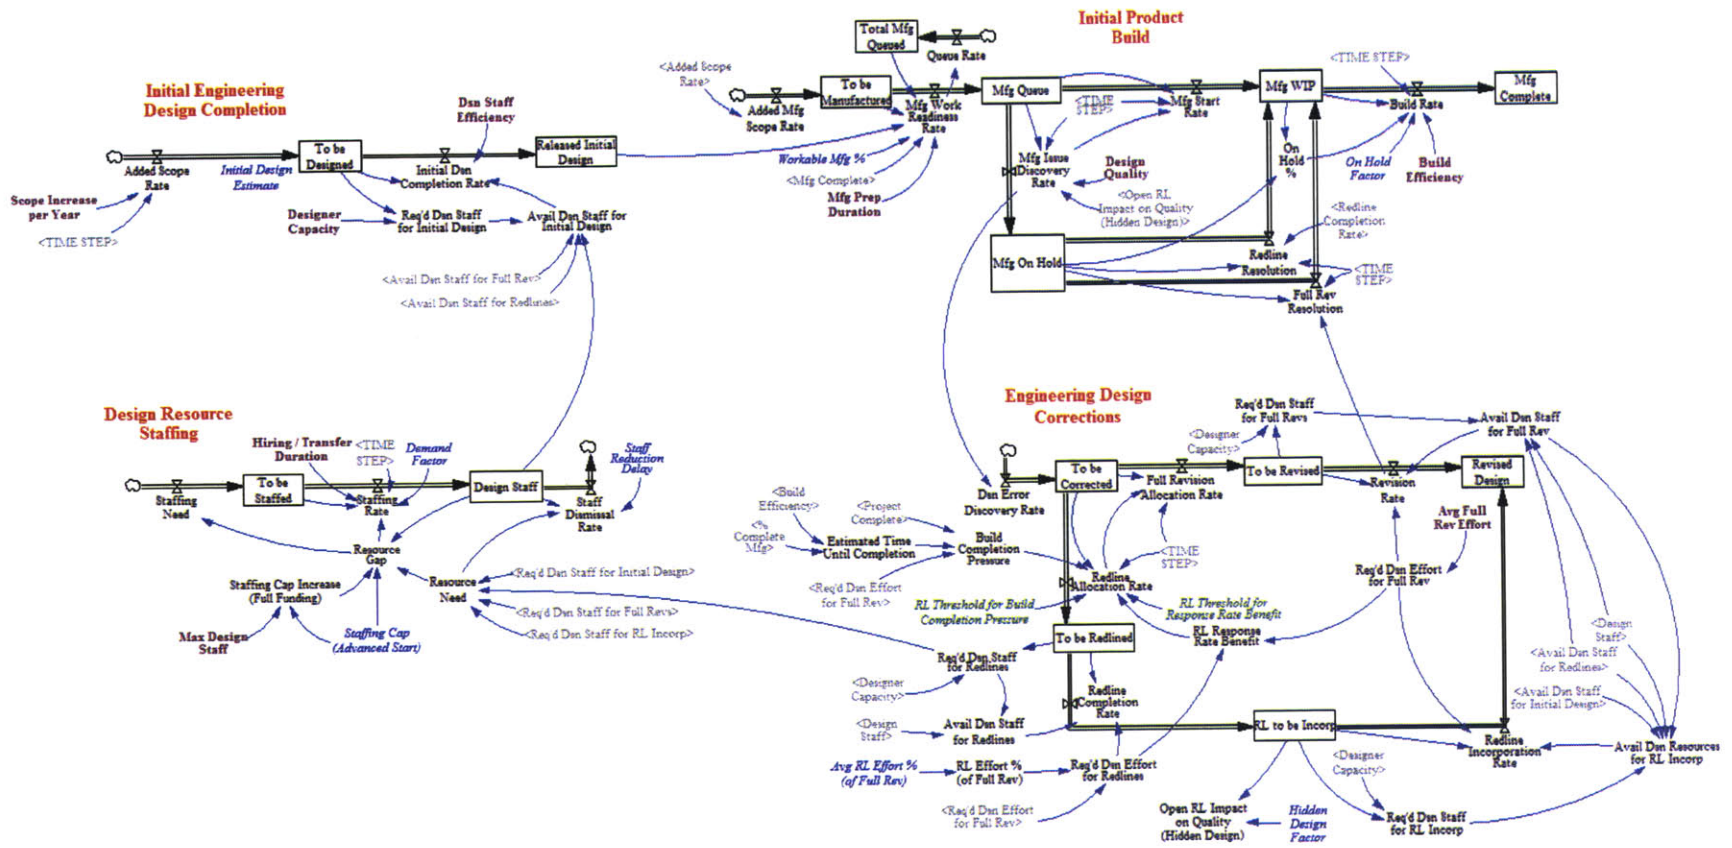 Initial Engineering
Design Completion
Dsn Staff
Efficiency
To be
Designed
Released Initial
Design
Added Scope
Rate
Initial Design
Estimate
Initial Dsn
Completion Rate
Scope Increase
per Year
<TIME STEP>
Designer
Capacity
Req'd Dsn Staff
for Initial Design
Avail Dsn Staff for
Initial Design
<Avail Dsn Staff for Full Rev>
<Avail Dsn Staff for Redlines>
Initial Product
Build
Total Mfg
Queued
Queue Rate
<Added Scope
Rate>
To be
Manufactured
Added Mfg
Scope Rate
Mfg Work
Readiness
Rate
Mfg Queue
<TIME
STEP>
Mfg Start
Rate
Mfg WIP
<TIME STEP>
Build Rate
Mfg
Complete
Workable Mfg %
<Mfg Complete>
Mfg Prep
Duration
Mfg Issue
Discovery
Rate
Design
Quality
<Open RL
Impact on Quality
(Hidden Design)>
On
Hold
%
On Hold
Factor
Build
Efficiency
<Redline
Completion
Rate>
Mfg On Hold
Redline
Resolution
<TIME
STEP>
Full Rev
Resolution
Design Resource
Staffing
Hiring / Transfer
Duration
<TIME
STEP>
Demand
Factor
Staff
Reduction
Delay
To be
Staffed
Design Staff
Staffing
Need
Staffing
Rate
Staff
Dismissal
Rate
Resource
Gap
Staffing Cap Increase
(Full Funding)
Resource
Need
<Req'd Dsn Staff for Initial Design>
<Req'd Dsn Staff for Full Revs>
<Req'd Dsn Staff for RL Incorp>
Max Design
Staff
Staffing Cap
(Advanced Start)
Engineering Design
Corrections
Req'd Dsn Staff
for Full Revs
Avail Dsn Staff
for Full Rev
<Designer
Capacity>
To be
Corrected
Full Revision
Allocation Rate
To be Revised
Revision
Rate
Revised
Design
Dsn Error
Discovery Rate
<Build
Efficiency>
<Project
Complete>
<%
Complete
Mfg>
Estimated Time
Until Completion
Build
Completion
Pressure
Avg Full
Rev Effort
<TIME
STEP>
Redline
Allocation Rate
Req'd Dsn Effort
for Full Rev
<Req'd Dsn Effort
for Full Rev>
RL Threshold for Build
Completion Pressure
RL Threshold for
Response Rate Benefit
RL Response
Rate Benefit
To be Redlined
<Design
Staff>
<Avail Dsn Staff
for Redlines>
<Avail Dsn Staff
for Initial Design>
Req'd Dsn Staff
for Redlines
<Designer
Capacity>
Redline
Completion
Rate
<Design
Staff>
Avail Dsn Staff
for Redlines
RL to be Incorp
Redline
Incorporation
Rate
Avail Dsn Resources
for RL Incorp
Avg RL Effort %
(of Full Rev)
RL Effort %
(of Full Rev)
Req'd Dsn Effort
for Redlines
<Designer
Capacity>
<Req'd Dsn Effort
for Full Rev>
Open RL Impact
on Quality
(Hidden Design)
Hidden
Design
Factor
Req'd Dsn Staff
for RL Incorp